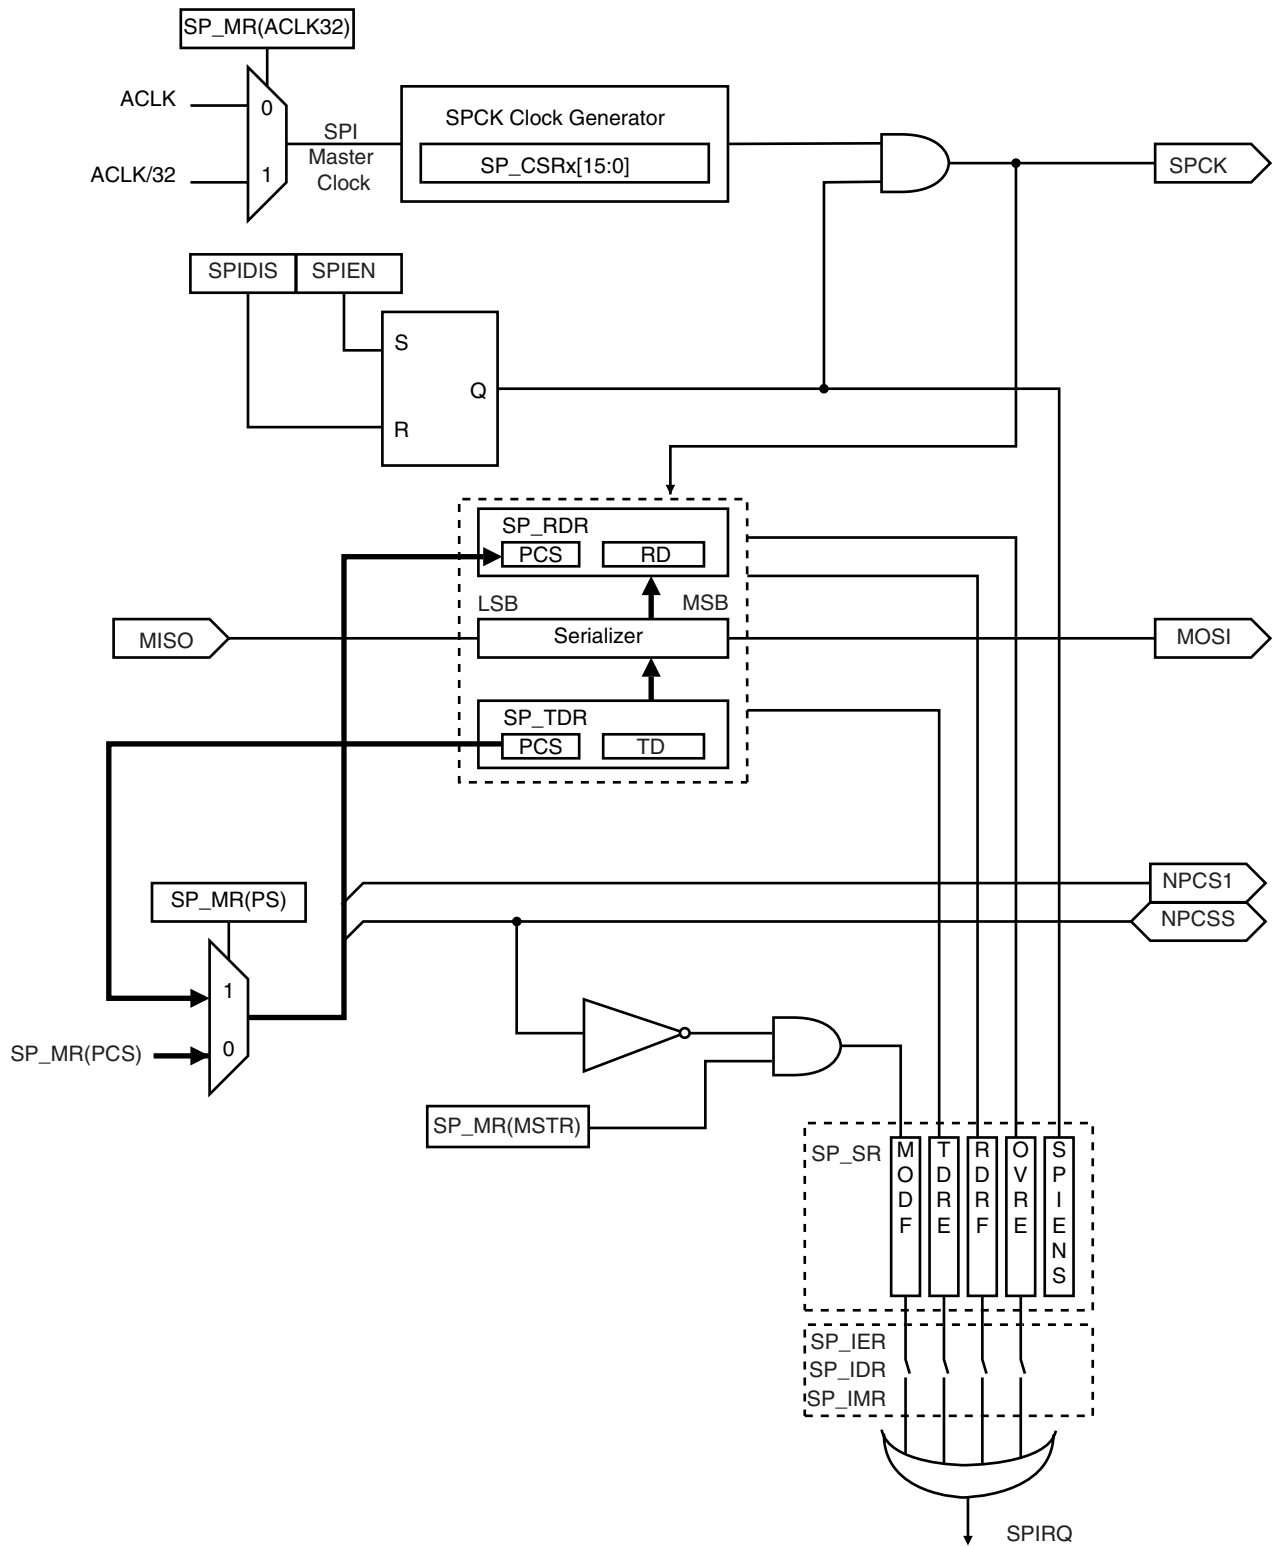 SP_MR(ACLK32)
ACLK
0
SPI
Master
Clock
ACLK/32
1
SPCK Clock Generator
SP_CSRx[15:0]
SPCK
SPIDIS
SPIEN
S
Q
R
SP_RDR
PCS
RD
LSB
MSB
MISO
Serializer
MOSI
SP_TDR
PCS
TD
NPCS1
SP_MR(PS)
NPCSS
1
SP_MR(PCS)
0
SP_MR(MSTR)
SP_SR
MODF
TDRE
RDRF
OVRE
SPIENS
SP_IER
SP_IDR
SP_IMR
SPIRQ